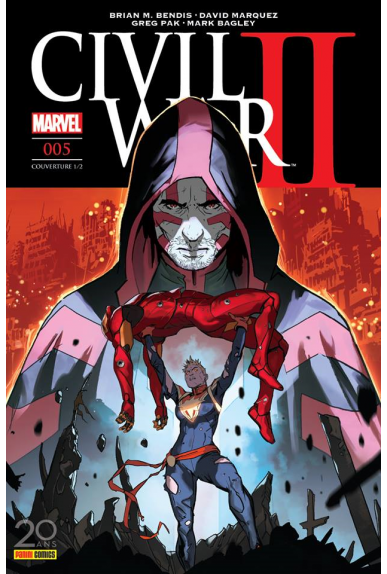 BRIAN M. BENDIS • DAVID MARQUEZ
GREG PAK • MARK BAGLEY
CIVIL
WAR II™
MARVEL
005
COUVERTURE 1/2
20
ANS
PANINI COMICS